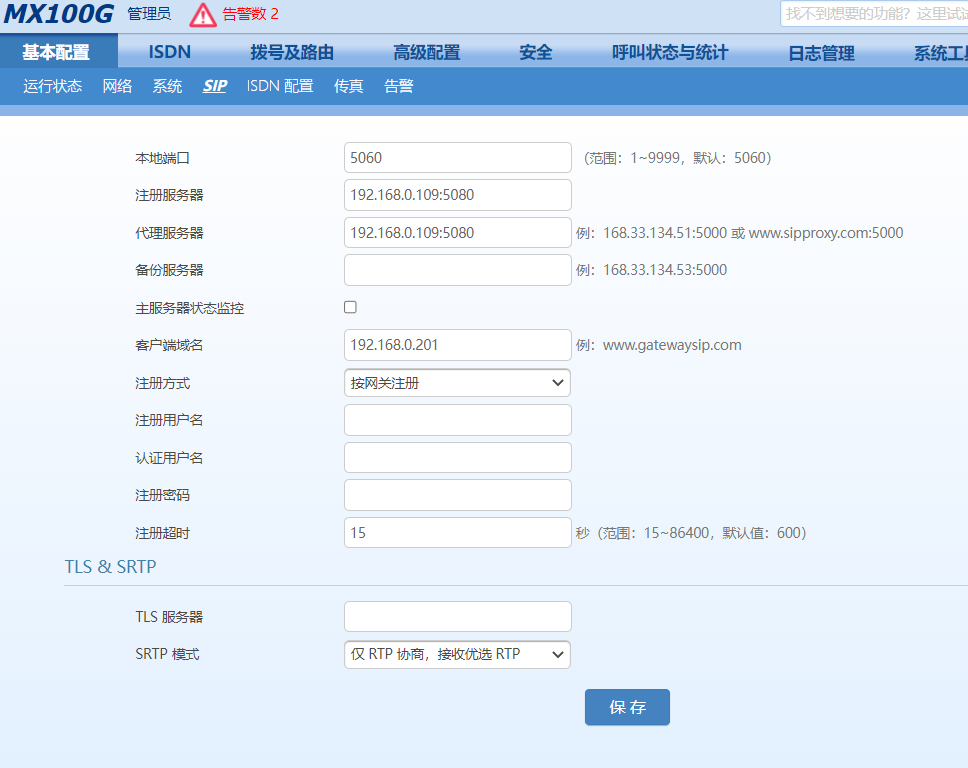 MX100G 管理员 告警数 2 找不到想要的功能？这里试试
基本配置 ISDN 拨号及路由 高级配置 安全 呼叫状态与统计 日志管理 系统工具
运行状态 网络 系统 SIP ISDN 配置 传真 告警
本地端口 5060 (范围：1~9999，默认：5060)
注册服务器 192.168.0.109:5080
代理服务器 192.168.0.109:5080 例：168.33.134.51:5000 或 www.sipproxy.com:5000
备份服务器 例：168.33.134.53:5000
主服务器状态监控
客户端域名 192.168.0.201 例：www.gatewaysip.com
注册方式 按网关注册
注册用户名
认证用户名
注册密码
注册超时 15 秒（范围：15~86400，默认值：600）
TLS & SRTP
TLS 服务器
SRTP 模式 仅 RTP 协商，接收优选 RTP
保存